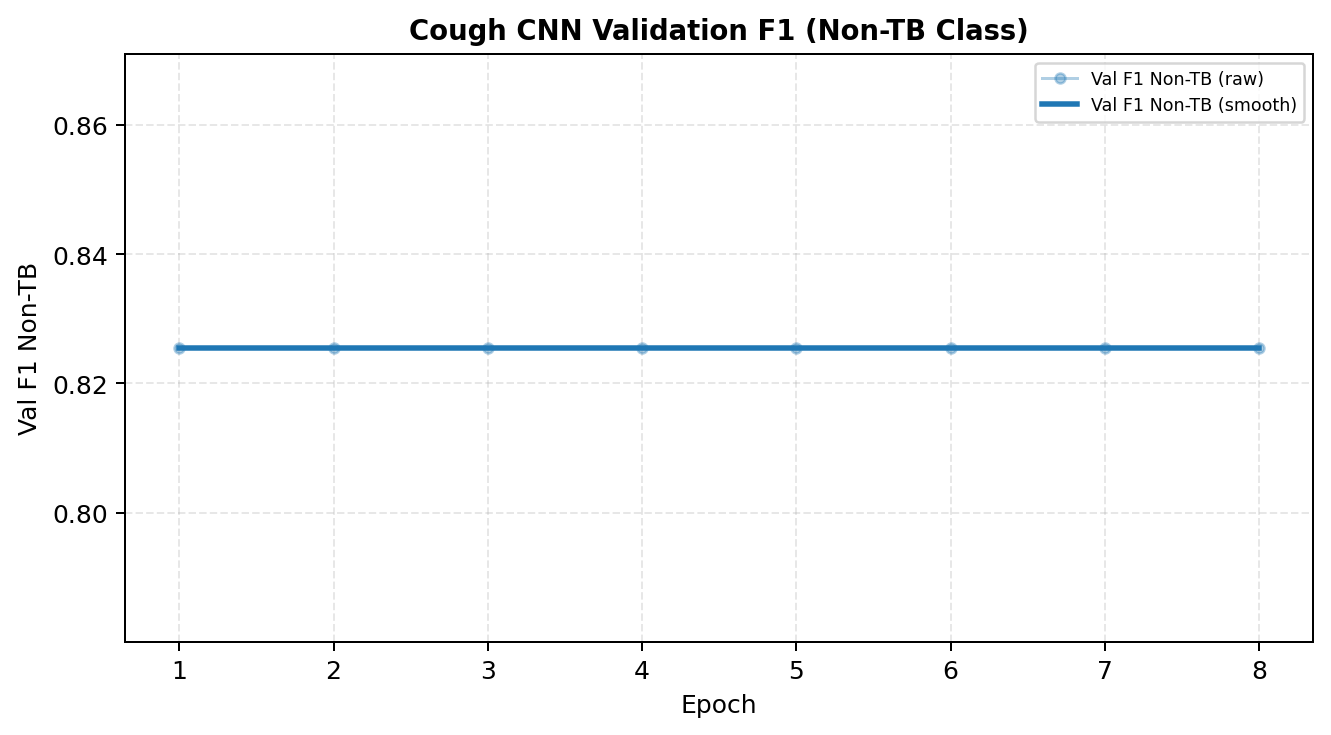 Cough CNN Validation F1 (Non-TB Class)
Val F1 Non-TB (raw)
Val F1 Non-TB (smooth)
Val F1 Non-TB
0.86
0.84
0.82
0.80
1 2 3 4 5 6 7 8
Epoch